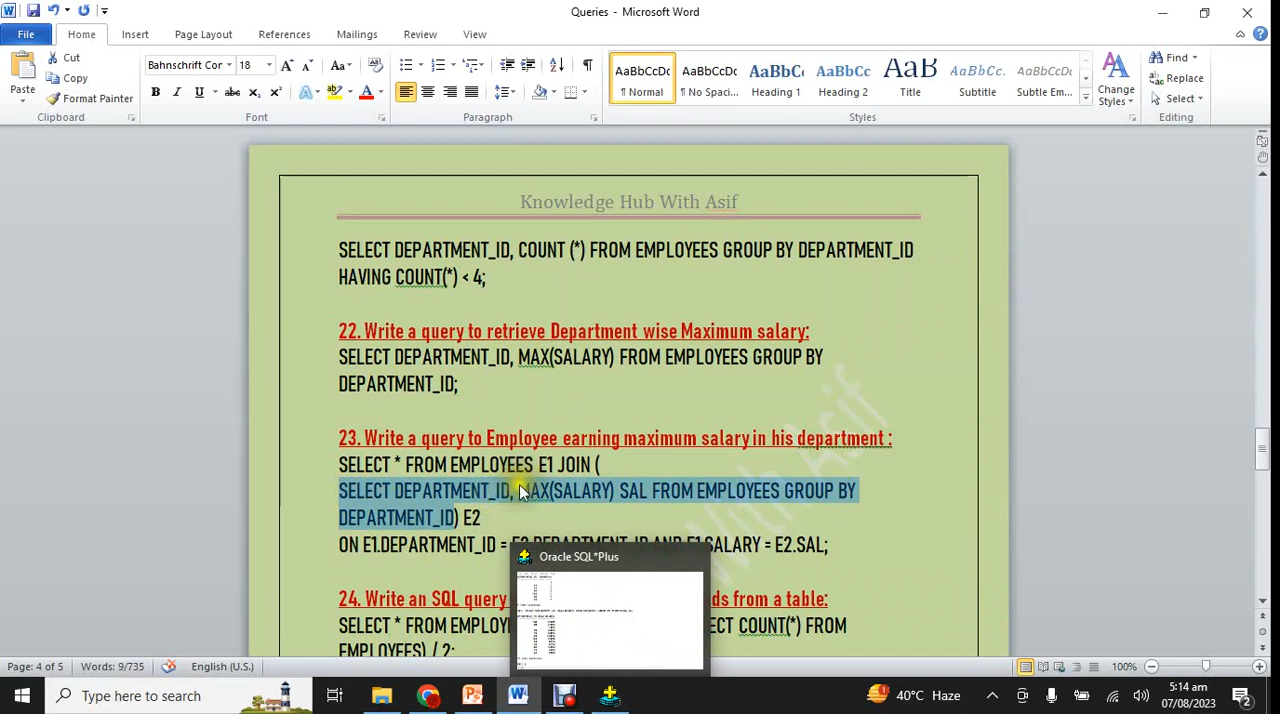 Queries - Microsoft Word
File Home Insert Page Layout References Mailings Review View
Paste
Cut
Copy
Format Painter
Clipboard
Bahnschrift Cor 18
Font
Paragraph
AaBbCcDc ¶ Normal
AaBbCcDc ¶ No Spaci...
AaBbC Heading 1
AaBbCc Heading 2
AaB Title
AaBbCc. Subtitle
AaBbCcDc Subtle Em...
Change Styles
Styles
Find
Replace
Select
Editing
Knowledge Hub With Asif
SELECT DEPARTMENT_ID, COUNT (*) FROM EMPLOYEES GROUP BY DEPARTMENT_ID
HAVING COUNT(*) < 4;
22. Write a query to retrieve Department wise Maximum salary:
SELECT DEPARTMENT_ID, MAX(SALARY) FROM EMPLOYEES GROUP BY
DEPARTMENT_ID;
23. Write a query to Employee earning maximum salary in his department :
SELECT * FROM EMPLOYEES E1 JOIN (
SELECT DEPARTMENT_ID, MAX(SALARY) SAL FROM EMPLOYEES GROUP BY
DEPARTMENT_ID) E2
ON E1.DEPARTMENT_ID = SALARY = E2.SAL;
24. Write an SQL query ds from a table:
SELECT * FROM EMPLOY ECT COUNT(*) FROM
EMPLOYEES) / 2;
With Asif
Oracle SQL*Plus
Page: 4 of 5 Words: 9/735 English (U.S.) 100%
Type here to search
40°C Haze
5:14 am
07/08/2023
2